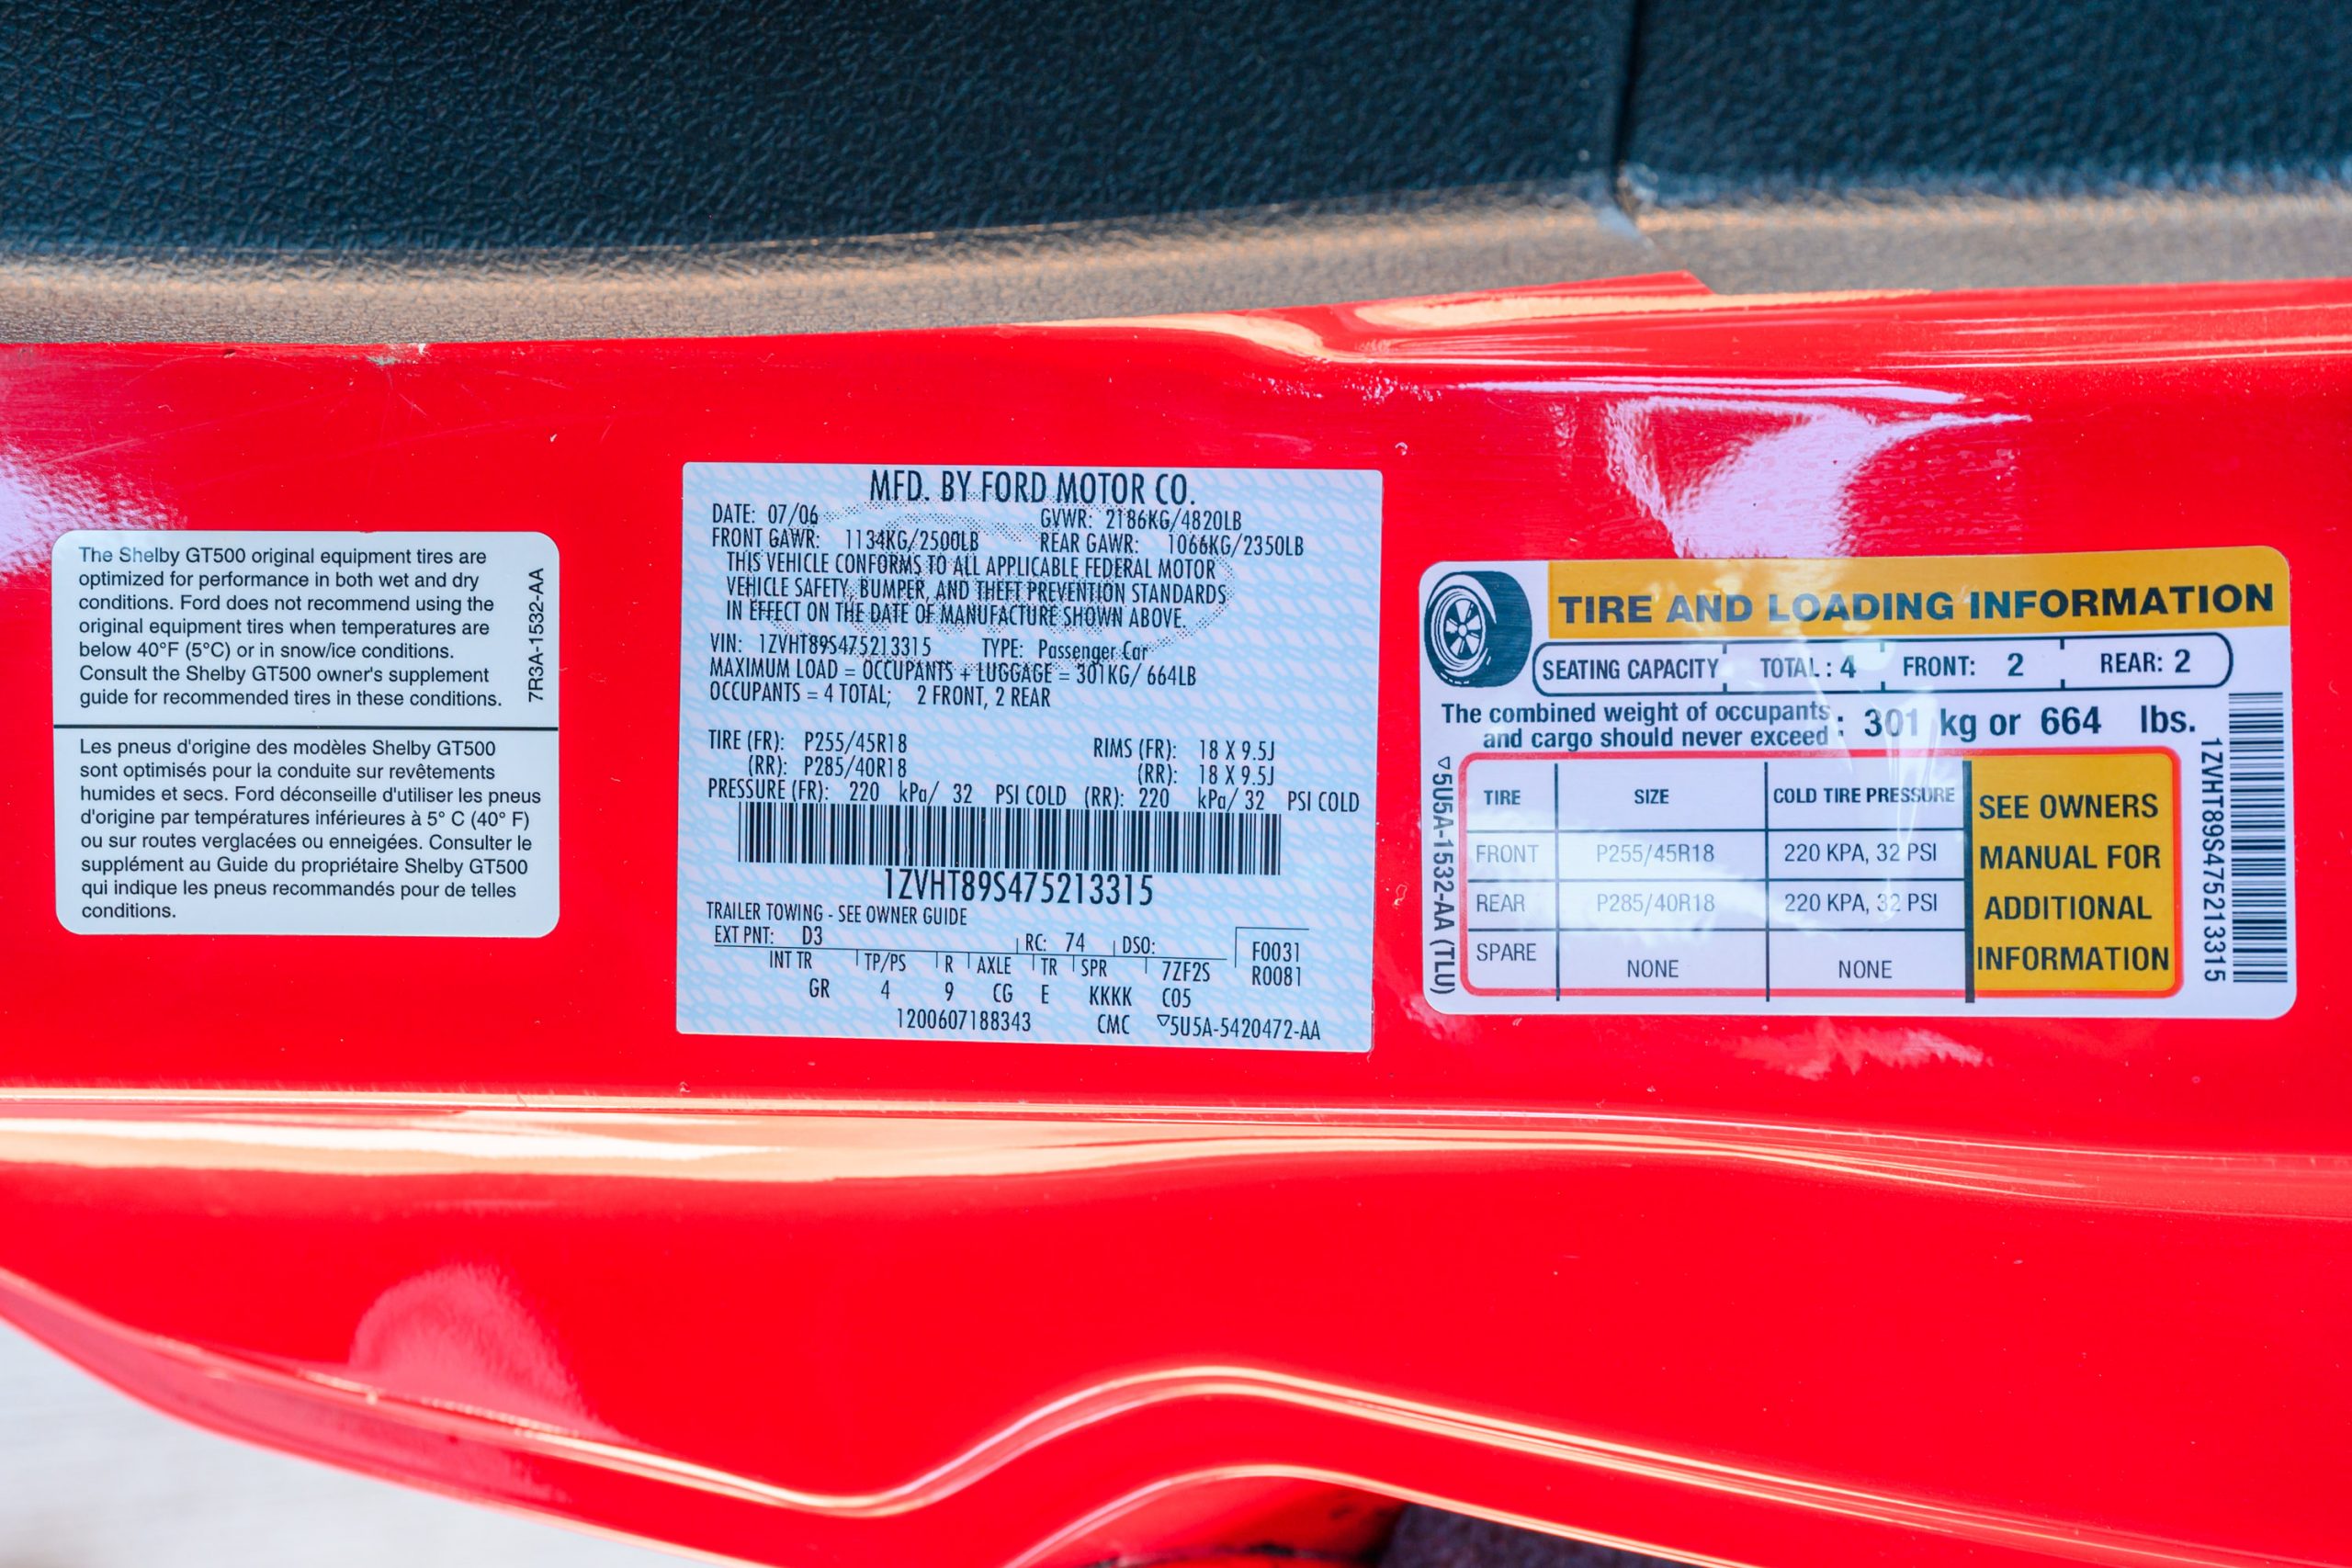 The Shelby GT500 original equipment tires are
optimized for performance in both wet and dry
conditions. Ford does not recommend using the
original equipment tires when temperatures are
below 40°F (5°C) or in snow/ice conditions.
Consult the Shelby GT500 owner's supplement
guide for recommended tires in these conditions.
7R3A-1532-AA
Les pneus d'origine des modèles Shelby GT500
sont optimisés pour la conduite sur revêtements
humides et secs. Ford déconseille d'utiliser les pneus
d'origine par températures inférieures à 5° C (40° F)
ou sur routes verglacées ou enneigées. Consulter le
supplément au Guide du propriétaire Shelby GT500
qui indique les pneus recommandés pour de telles
conditions.
MFD. BY FORD MOTOR CO.
DATE: 07/06 GVWR: 2186KG/4820LB
FRONT GAWR: 1134KG/2500LB REAR GAWR: 1066KG/2350LB
THIS VEHICLE CONFORMS TO ALL APPLICABLE FEDERAL MOTOR
VEHICLE SAFETY, BUMPER, AND THEFT PREVENTION STANDARDS
IN EFFECT ON THE DATE OF MANUFACTURE SHOWN ABOVE.
VIN: 1ZVHT89S475213315 TYPE: Passenger Car
MAXIMUM LOAD = OCCUPANTS + LUGGAGE = 301KG/ 664LB
OCCUPANTS = 4 TOTAL; 2 FRONT, 2 REAR
TIRE (FR): P255/45R18 RIMS (FR): 18 X 9.5J
(RR): P285/40R18 (RR): 18 X 9.5J
PRESSURE (FR): 220 kPa/ 32 PSI COLD (RR): 220 kPa/ 32 PSI COLD
1ZVHT89S475213315
TRAILER TOWING - SEE OWNER GUIDE
EXT PNT: D3 RC: 74 DSO: F0031
INT TR TP/PS R AXLE TR SPR 7ZF2S R0081
GR 4 9 CG E KKKK C05
1200607188343 CMC ▽5U5A-5420472-AA
TIRE AND LOADING INFORMATION
SEATING CAPACITY TOTAL : 4 FRONT: 2 REAR: 2
The combined weight of occupants
and cargo should never exceed : 301 kg or 664 lbs.
TIRE SIZE COLD TIRE PRESSURE
FRONT P255/45R18 220 KPA, 32 PSI
REAR P285/40R18 220 KPA, 32 PSI
SPARE NONE NONE
SEE OWNERS
MANUAL FOR
ADDITIONAL
INFORMATION
▽5U5A-1532-AA (TLU)
1ZVHT89S475213315